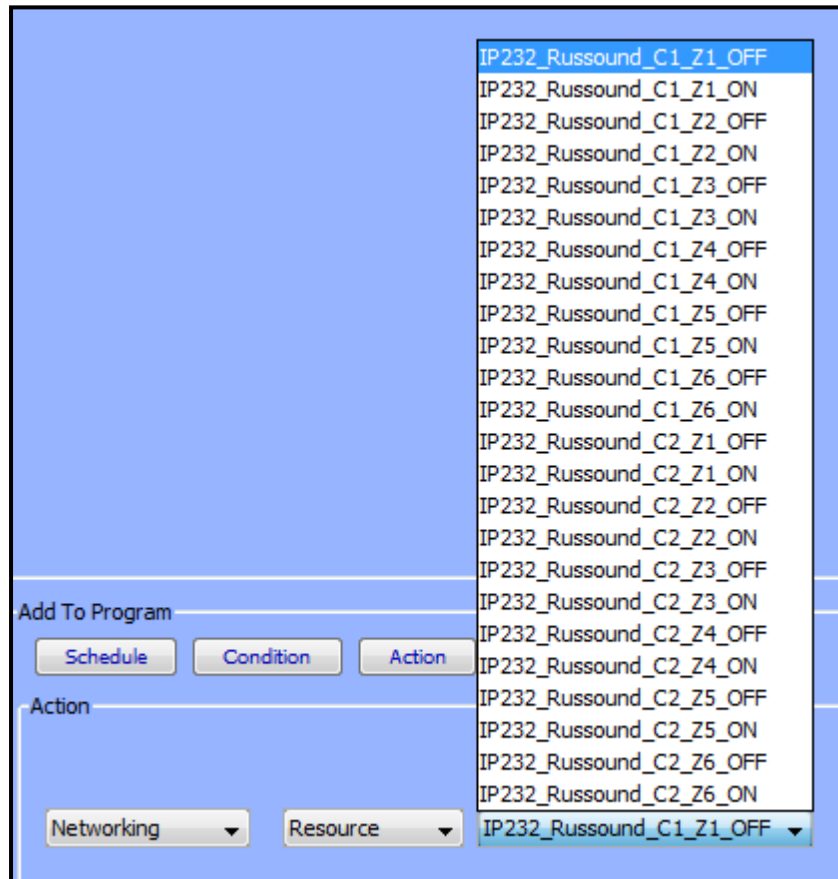 IP232_Russound_C1_Z1_OFF
IP232_Russound_C1_Z1_ON
IP232_Russound_C1_Z2_OFF
IP232_Russound_C1_Z2_ON
IP232_Russound_C1_Z3_OFF
IP232_Russound_C1_Z3_ON
IP232_Russound_C1_Z4_OFF
IP232_Russound_C1_Z4_ON
IP232_Russound_C1_Z5_OFF
IP232_Russound_C1_Z5_ON
IP232_Russound_C1_Z6_OFF
IP232_Russound_C1_Z6_ON
IP232_Russound_C2_Z1_OFF
IP232_Russound_C2_Z1_ON
IP232_Russound_C2_Z2_OFF
IP232_Russound_C2_Z2_ON
IP232_Russound_C2_Z3_OFF
IP232_Russound_C2_Z3_ON
IP232_Russound_C2_Z4_OFF
IP232_Russound_C2_Z4_ON
IP232_Russound_C2_Z5_OFF
IP232_Russound_C2_Z5_ON
IP232_Russound_C2_Z6_OFF
IP232_Russound_C2_Z6_ON
Add To Program
Schedule Condition Action
Action
Networking Resource IP232_Russound_C1_Z1_OFF